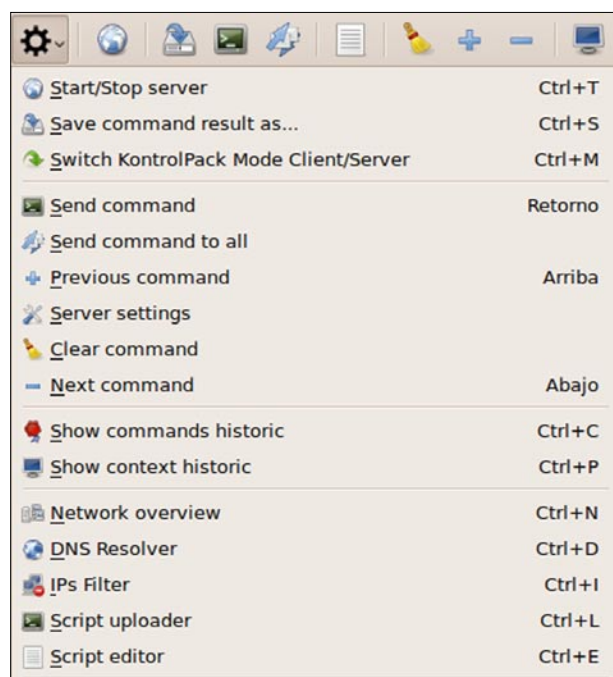 Start/Stop server Ctrl+T
Save command result as... Ctrl+S
Switch KontrolPack Mode Client/Server Ctrl+M
Send command Retorno
Send command to all
Previous command Arriba
Server settings
Clear command
Next command Abajo
Show commands historic Ctrl+C
Show context historic Ctrl+P
Network overview Ctrl+N
DNS Resolver Ctrl+D
IPs Filter Ctrl+I
Script uploader Ctrl+L
Script editor Ctrl+E